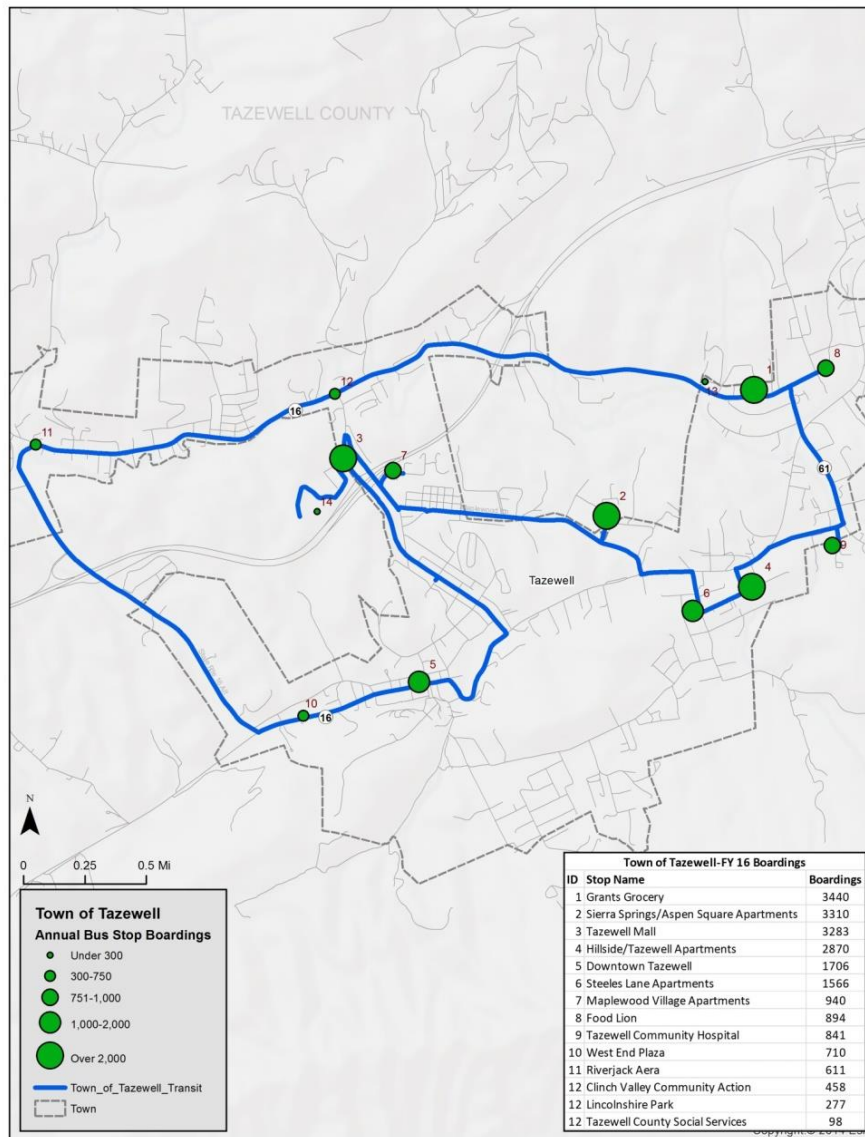 TAZEWELL COUNTY
8
1
13
12
16
11
3
7
61
14
2
9
Tazewell
4
6
5
10
16
N
0 0.25 0.5 Mi
Town of Tazewell
Annual Bus Stop Boardings
Under 300
300-750
751-1,000
1,000-2,000
Over 2,000
Town_of_Tazewell_Transit
Town
Town of Tazewell-FY 16 Boardings
ID Stop Name Boardings
1 Grants Grocery 3440
2 Sierra Springs/Aspen Square Apartments 3310
3 Tazewell Mall 3283
4 Hillside/Tazewell Apartments 2870
5 Downtown Tazewell 1706
6 Steeles Lane Apartments 1566
7 Maplewood Village Apartments 940
8 Food Lion 894
9 Tazewell Community Hospital 841
10 West End Plaza 710
11 Riverjack Aera 611
12 Clinch Valley Community Action 458
12 Lincolnshire Park 277
12 Tazewell County Social Services 98